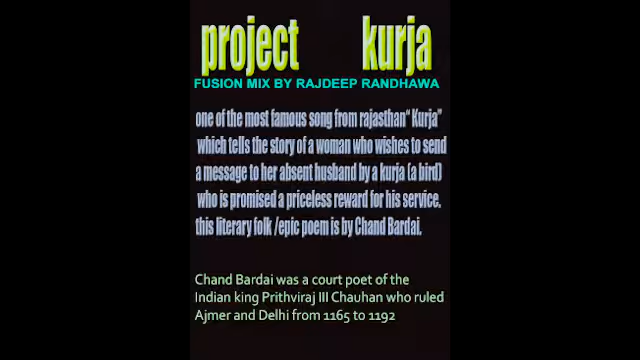 project kurja
FUSION MIX BY RAJDEEP RANDHAWA
one of the most famous song from rajasthan" Kurja"
which tells the story of a woman who wishes to send
a message to her absent husband by a kurja (a bird)
who is promised a priceless reward for his service.
this literary folk /epic poem is by Chand Bardai.
Chand Bardai was a court poet of the
Indian king Prithviraj III Chauhan who ruled
Ajmer and Delhi from 1165 to 1192